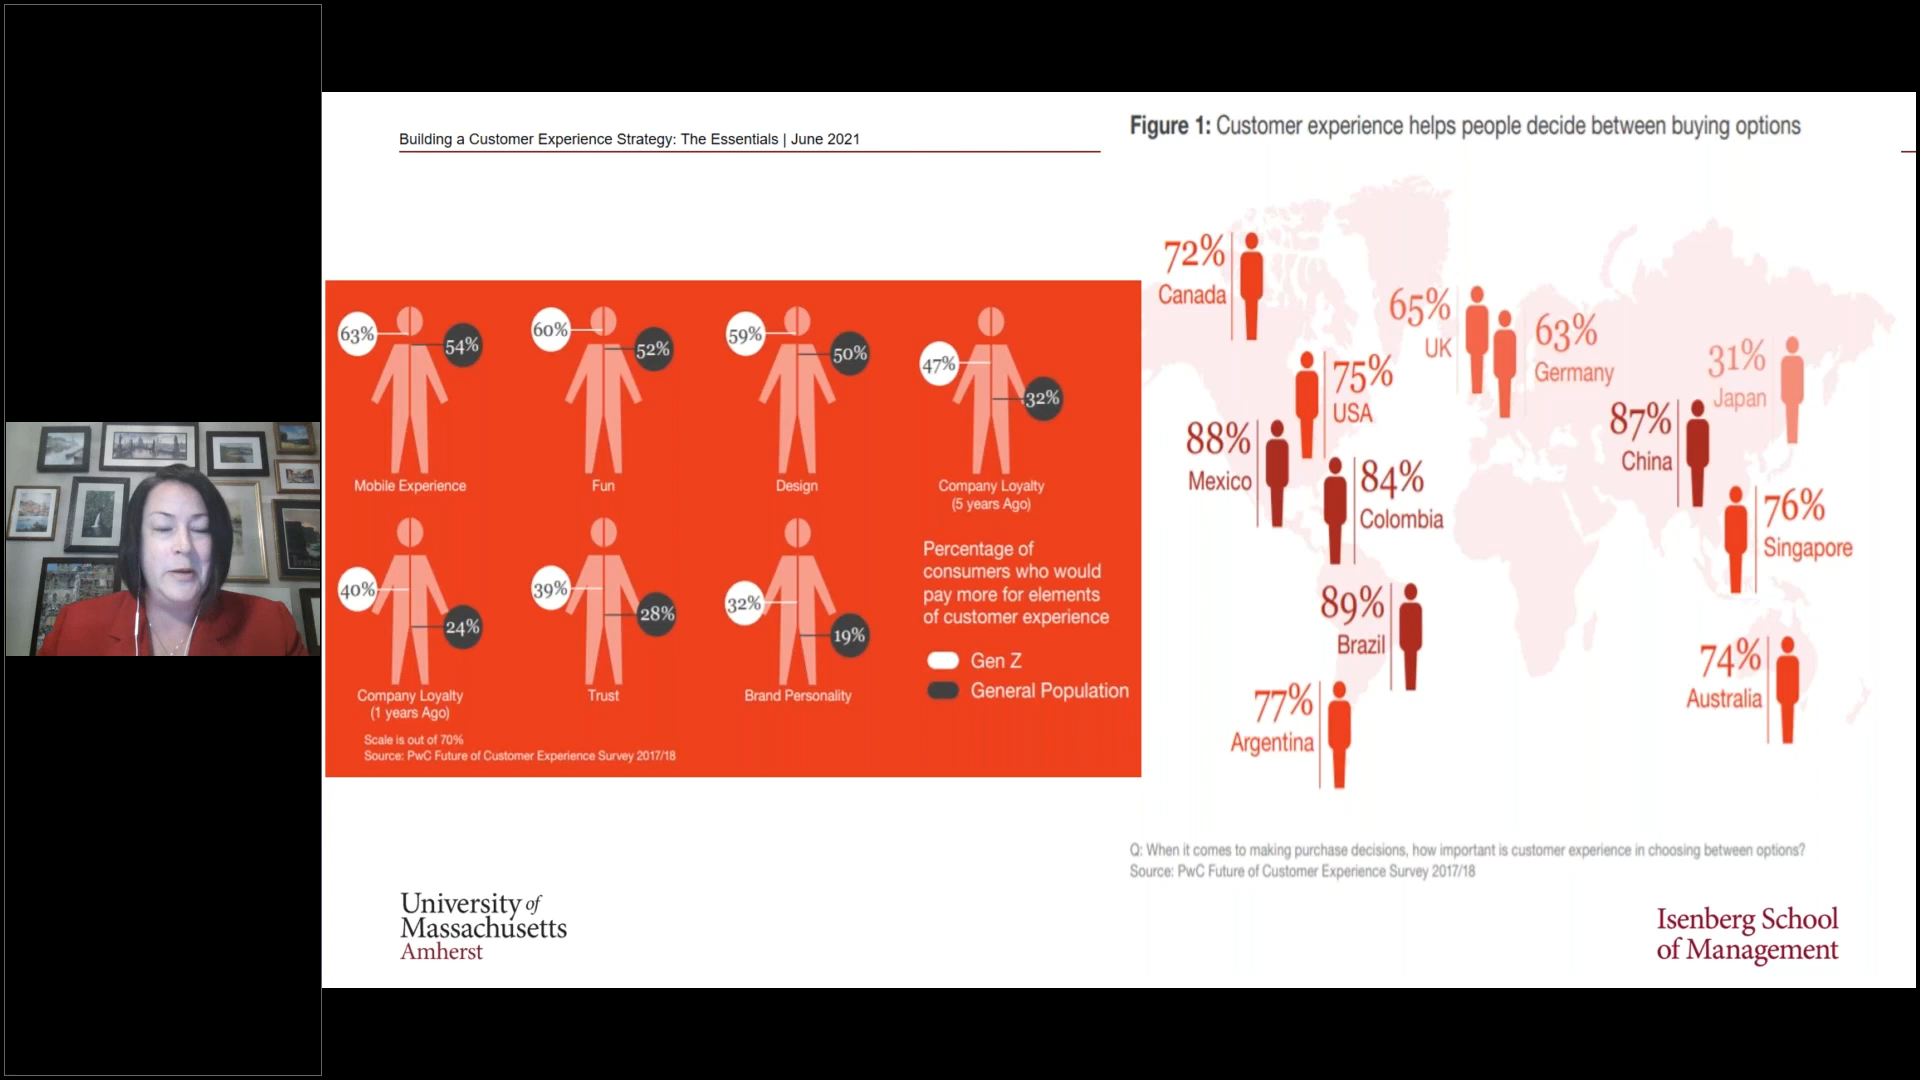 Building a Customer Experience Strategy: The Essentials | June 2021
63%
54%
Mobile Experience
60%
52%
Fun
59%
50%
Design
47%
32%
Company Loyalty
(5 years Ago)
40%
24%
Company Loyalty
(1 years Ago)
39%
28%
Trust
32%
19%
Brand Personality
Percentage of
consumers who would
pay more for elements
of customer experience
Gen Z
General Population
Scale is out of 70%
Source: PwC Future of Customer Experience Survey 2017/18
Figure 1: Customer experience helps people decide between buying options
72%
Canada
65%
UK
63%
Germany
31%
Japan
75%
USA
88%
Mexico
84%
Colombia
87%
China
76%
Singapore
89%
Brazil
74%
Australia
77%
Argentina
Q: When it comes to making purchase decisions, how important is customer experience in choosing between options?
Source: PwC Future of Customer Experience Survey 2017/18
University of
Massachusetts
Amherst
Isenberg School
of Management